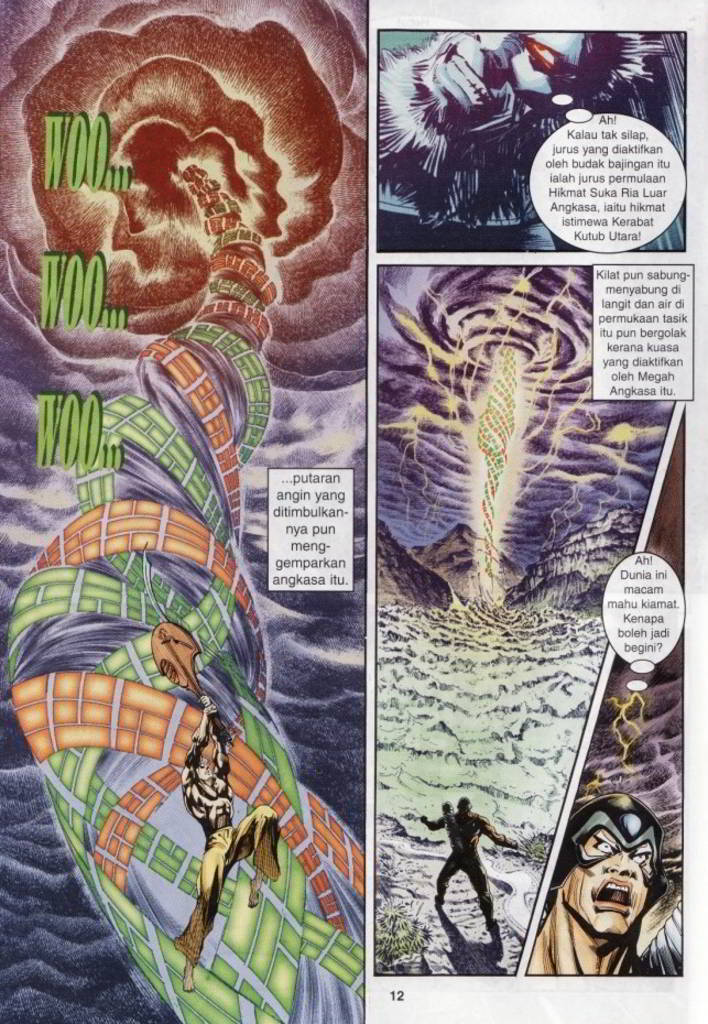 WOO...
WOO...
WOO...
...putaran
angin yang
ditimbulkan-
nya pun
meng-
gemparkan
angkasa itu.
Ah!
Kalau tak silap,
jurus yang diaktifkan
oleh budak bajingan itu
ialah jurus permulaan
Hikmat Suka Ria Luar
Angkasa, iaitu hikmat
istimewa Kerabat
Kutub Utara!
Kilat pun sabung-
menyabung di
langit dan air di
permukaan tasik
itu pun bergolak
kerana kuasa
yang diaktifkan
oleh Megah
Angkasa itu.
Ah!
Dunia ini
macam
mahu kiamat.
Kenapa
boleh jadi
begini?
12